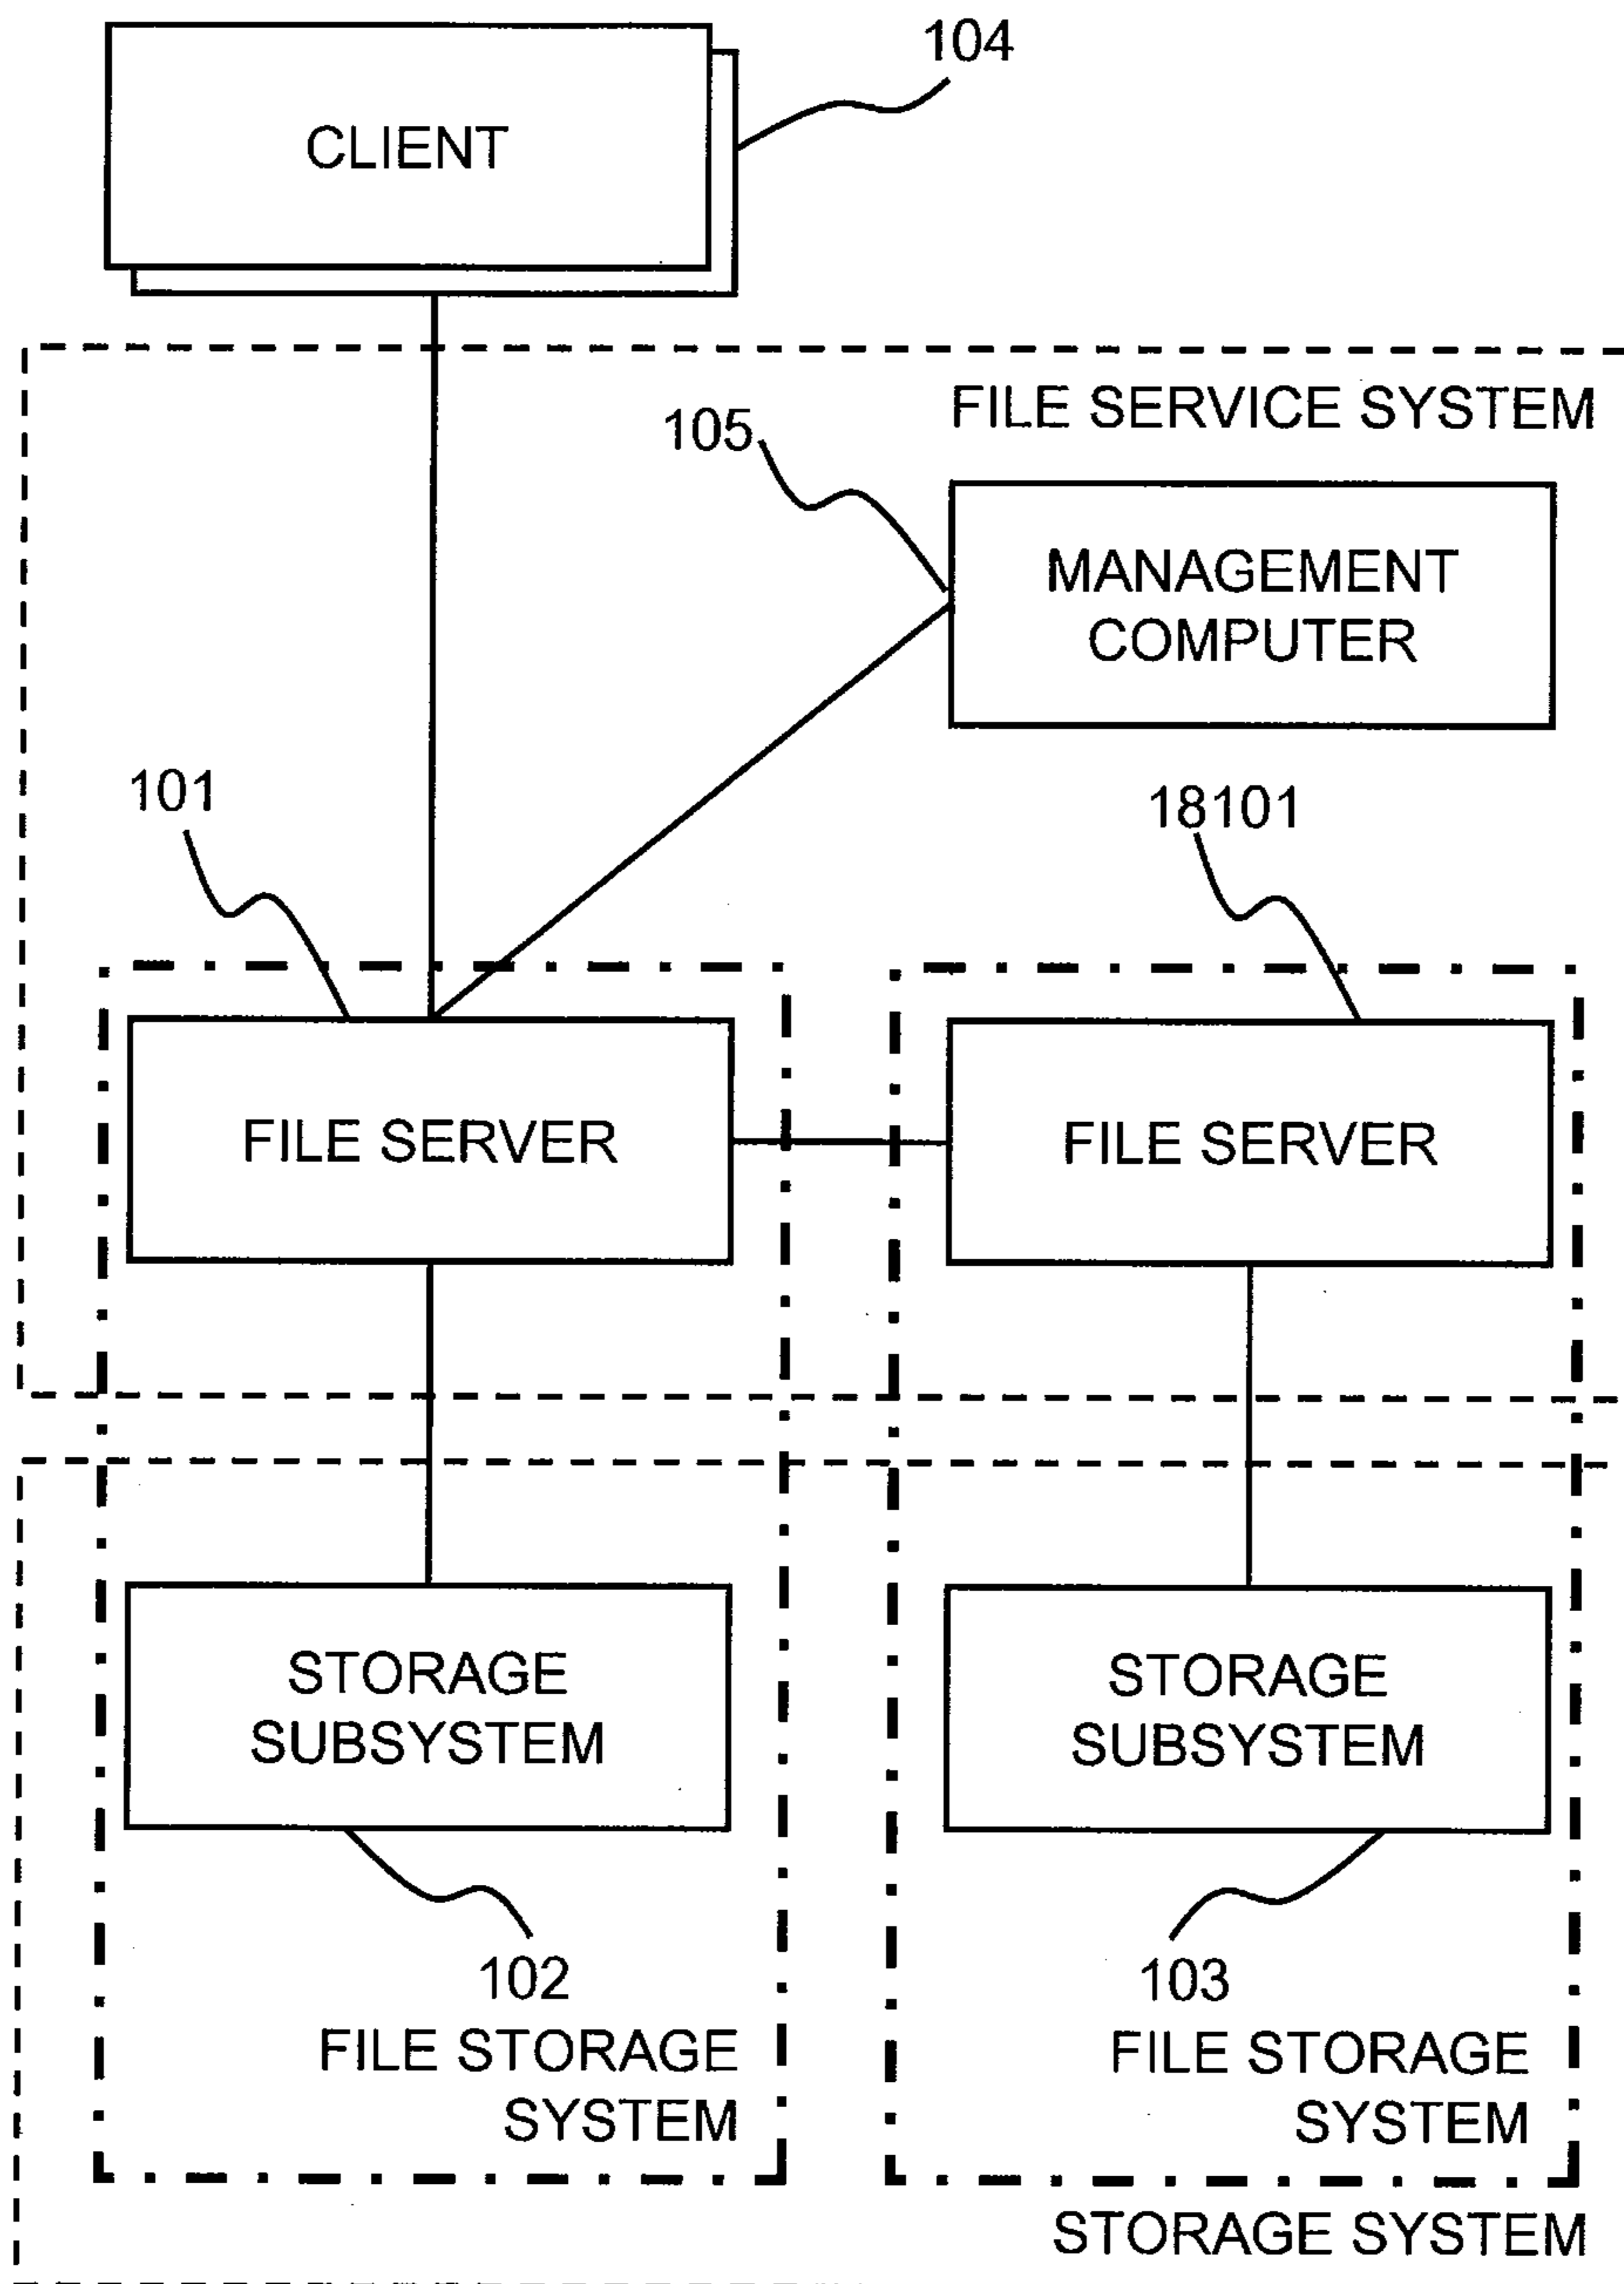 104
CLIENT
FILE SERVICE SYSTEM
105
MANAGEMENT
COMPUTER
101
18101
FILE SERVER
FILE SERVER
STORAGE
SUBSYSTEM
STORAGE
SUBSYSTEM
102
103
FILE STORAGE
SYSTEM
FILE STORAGE
SYSTEM
STORAGE SYSTEM